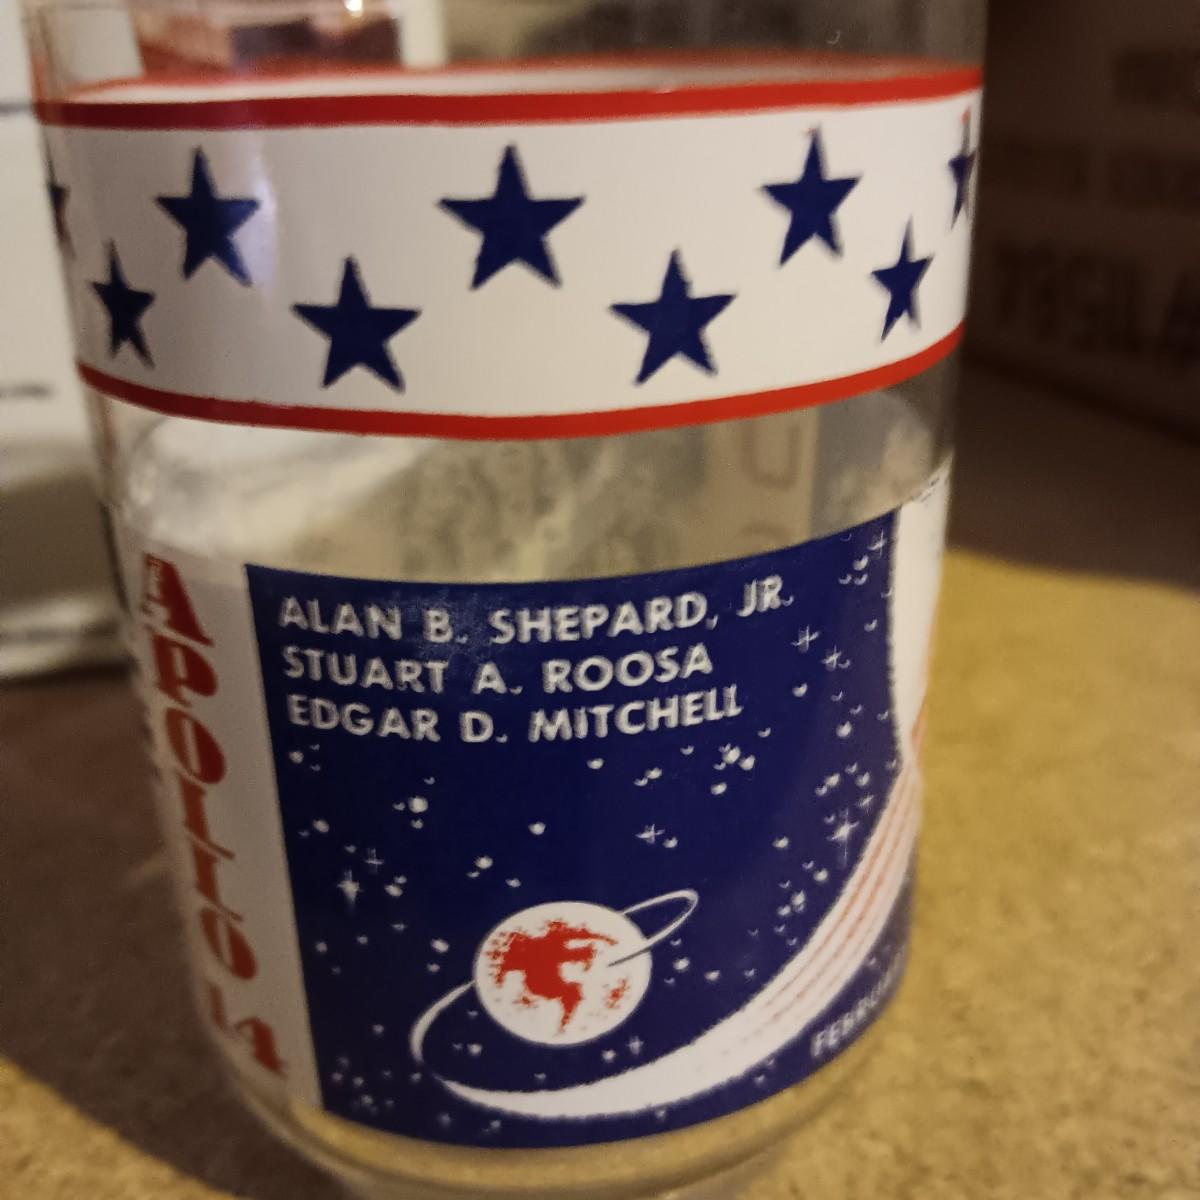 APOLLO 14
ALAN B. SHEPARD, JR.
STUART A. ROOSA
EDGAR D. MITCHELL